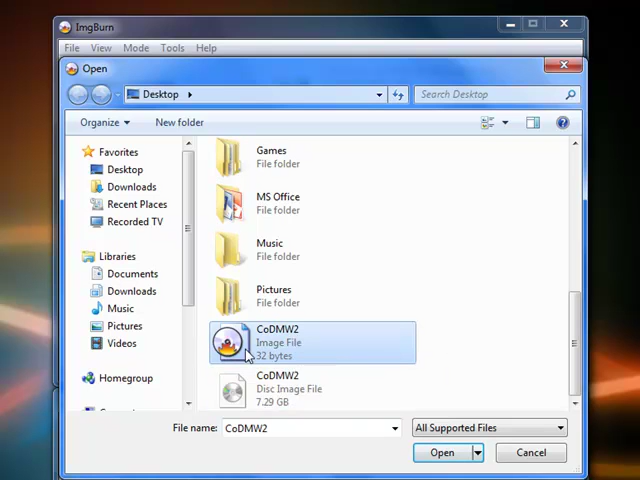 ImgBurn
File View Mode Tools Help
Open
Desktop
Search Desktop
Organize New folder
Favorites
Desktop
Downloads
Recent Places
Recorded TV
Libraries
Documents
Downloads
Music
Pictures
Videos
Homegroup
Games
File folder
MS Office
File folder
Music
File folder
Pictures
File folder
CoDMW2
Image File
32 bytes
CoDMW2
Disc Image File
7.29 GB
File name: CoDMW2 All Supported Files
Open Cancel